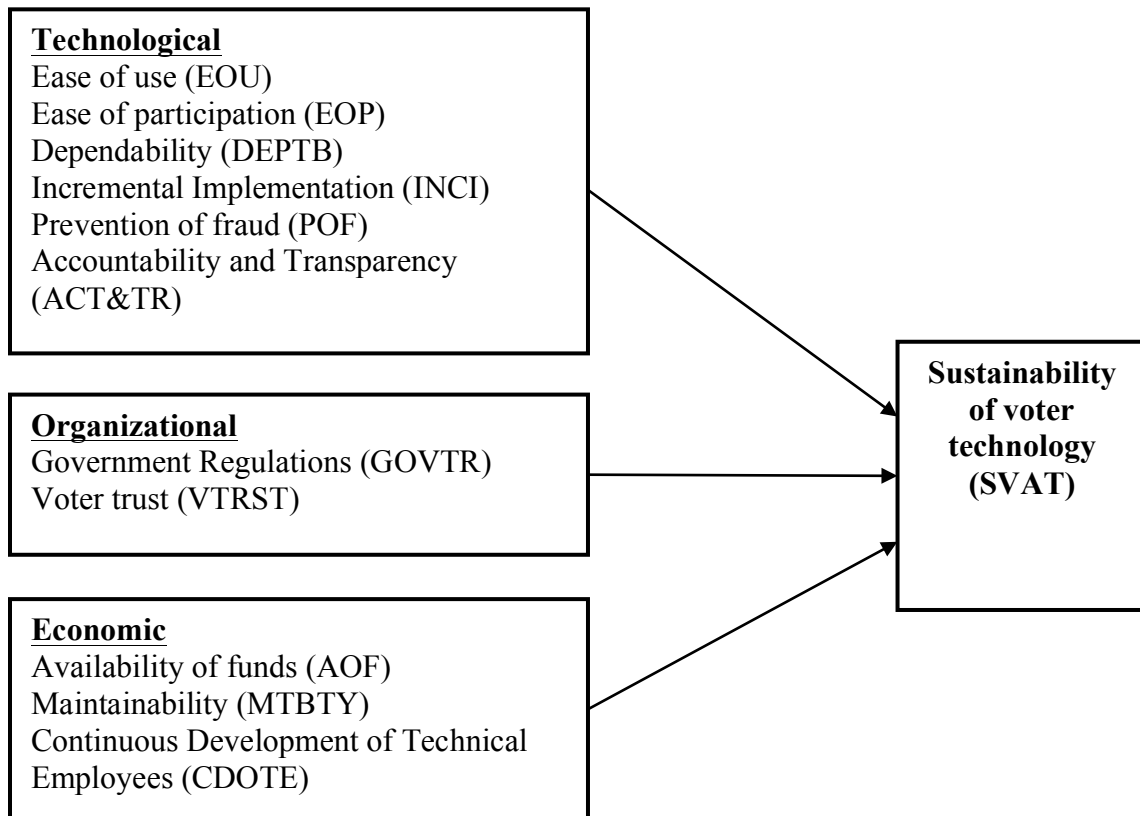 Technological
Ease of use (EOU)
Ease of participation (EOP)
Dependability (DEPTB)
Incremental Implementation (INCI)
Prevention of fraud (POF)
Accountability and Transparency
(ACT&TR)
Organizational
Government Regulations (GOVTR)
Voter trust (VTRST)
Economic
Availability of funds (AOF)
Maintainability (MTBTY)
Continuous Development of Technical
Employees (CDOTE)
Sustainability
of voter
technology
(SVAT)